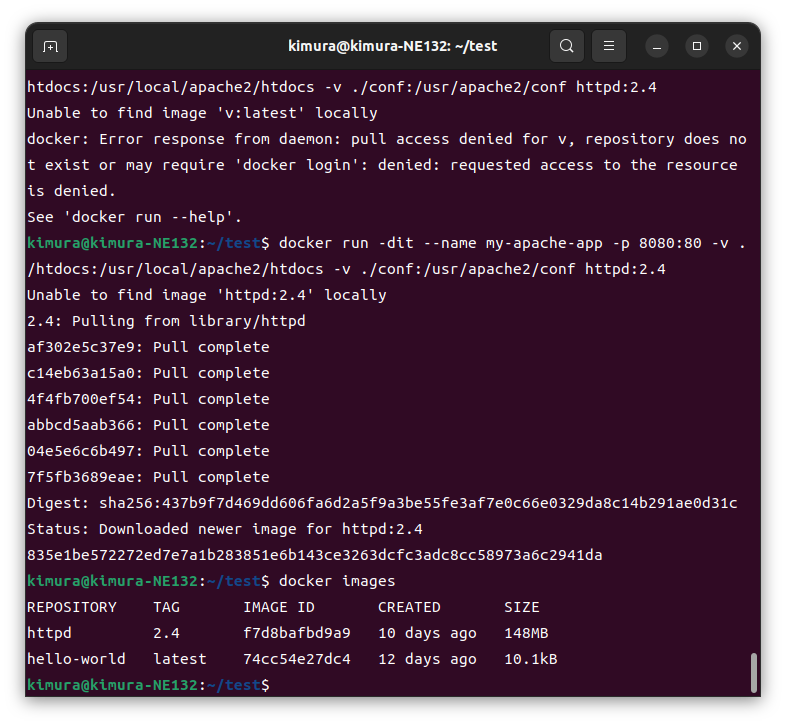 kimura@kimura-NE132: ~/test
htdocs:/usr/local/apache2/htdocs -v ./conf:/usr/apache2/conf httpd:2.4
Unable to find image 'v:latest' locally
docker: Error response from daemon: pull access denied for v, repository does no
t exist or may require 'docker login': denied: requested access to the resource
is denied.
See 'docker run --help'.
kimura@kimura-NE132:~/test$ docker run -dit --name my-apache-app -p 8080:80 -v .
/htdocs:/usr/local/apache2/htdocs -v ./conf:/usr/apache2/conf httpd:2.4
Unable to find image 'httpd:2.4' locally
2.4: Pulling from library/httpd
af302e5c37e9: Pull complete
c14eb63a15a0: Pull complete
4f4fb700ef54: Pull complete
abbcd5aab366: Pull complete
04e5e6c6b497: Pull complete
7f5fb3689eae: Pull complete
Digest: sha256:437b9f7d469dd606fa6d2a5f9a3be55fe3af7e0c66e0329da8c14b291ae0d31c
Status: Downloaded newer image for httpd:2.4
835e1be572272ed7e7a1b283851e6b143ce3263dcfc3adc8cc58973a6c2941da
kimura@kimura-NE132:~/test$ docker images
REPOSITORY    TAG       IMAGE ID       CREATED       SIZE
httpd         2.4       f7d8bafbd9a9   10 days ago   148MB
hello-world   latest    74cc54e27dc4   12 days ago   10.1kB
kimura@kimura-NE132:~/test$